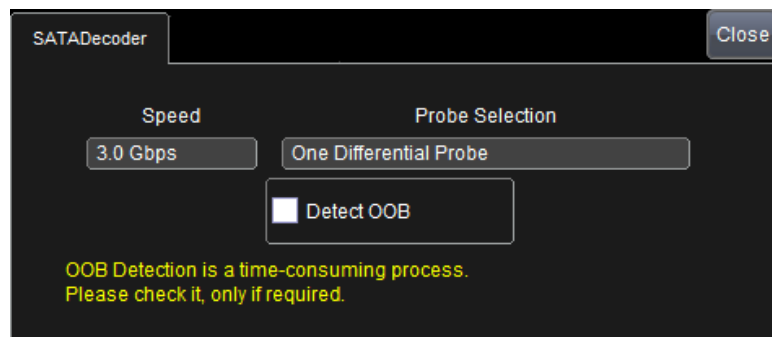 SATADecoder
Close
Speed
Probe Selection
3.0 Gbps
One Differential Probe
Detect OOB
OOB Detection is a time-consuming process.
Please check it, only if required.